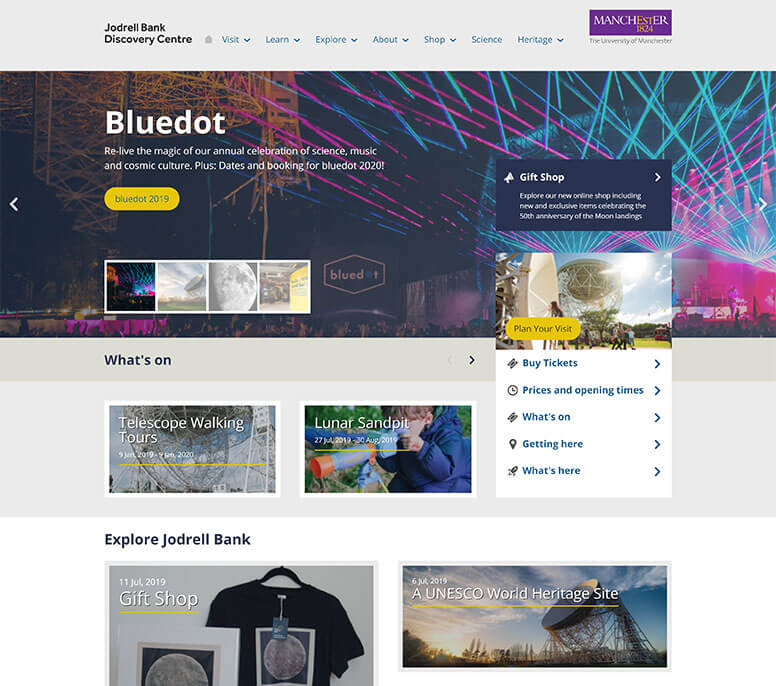 Jodrell Bank
Discovery Centre
Visit
Learn
Explore
About
Shop
Science
Heritage
MANCHESTER
1824
The University of Manchester
Bluedot
Re-live the magic of our annual celebration of science, music
and cosmic culture. Plus: Dates and booking for bluedot 2020!
bluedot 2019
bluedot
Gift Shop
Explore our new online shop including
new and exclusive items celebrating the
50th anniversary of the Moon landings
Plan Your Visit
Buy Tickets
Prices and opening times
What's on
Getting here
What's here
What's on
Telescope Walking
Tours
9 Jan, 2019 - 9 Jan, 2020
Lunar Sandpit
27 Jul, 2019 - 30 Aug, 2019
Explore Jodrell Bank
11 Jul, 2019
Gift Shop
6 Jul, 2019
A UNESCO World Heritage Site